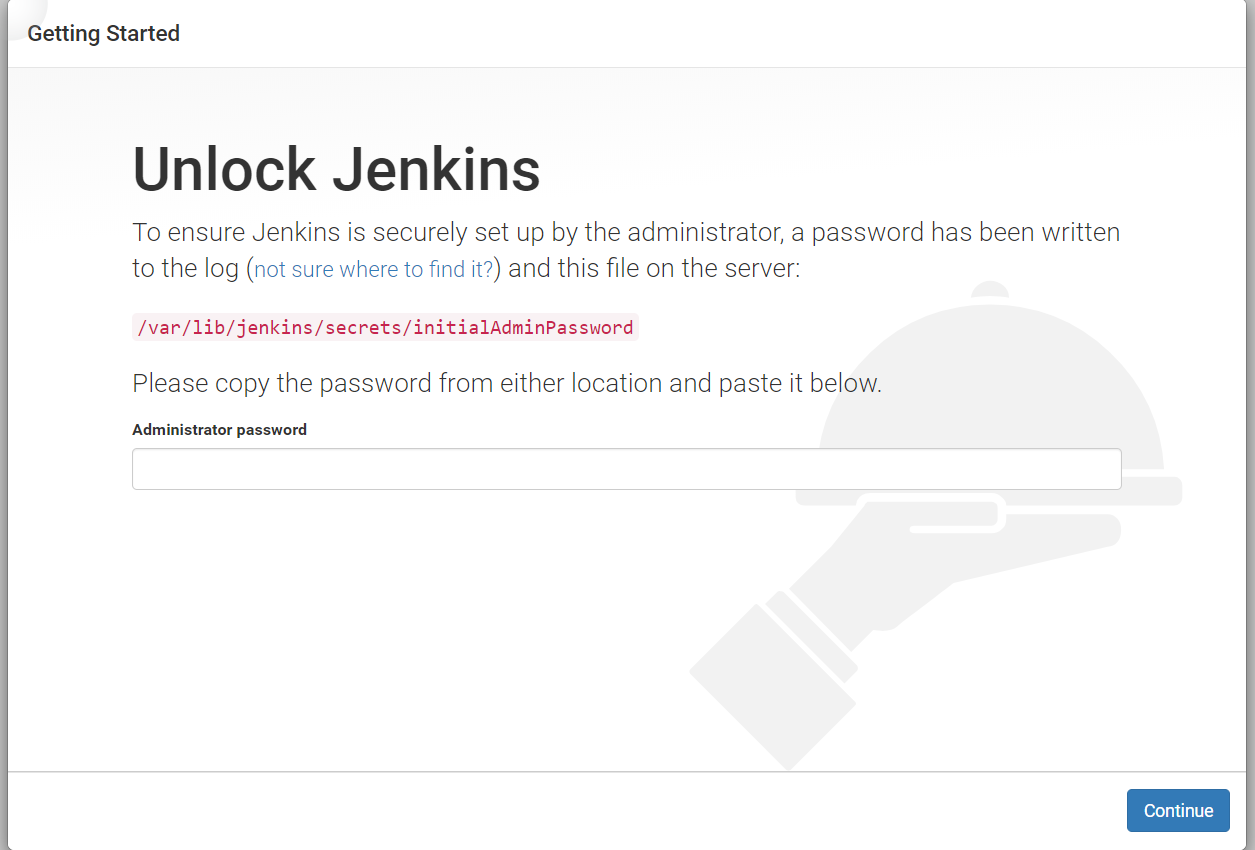 Getting Started
Unlock Jenkins
To ensure Jenkins is securely set up by the administrator, a password has been written
to the log (not sure where to find it?) and this file on the server:
/var/lib/jenkins/secrets/initialAdminPassword
Please copy the password from either location and paste it below.
Administrator password
Continue